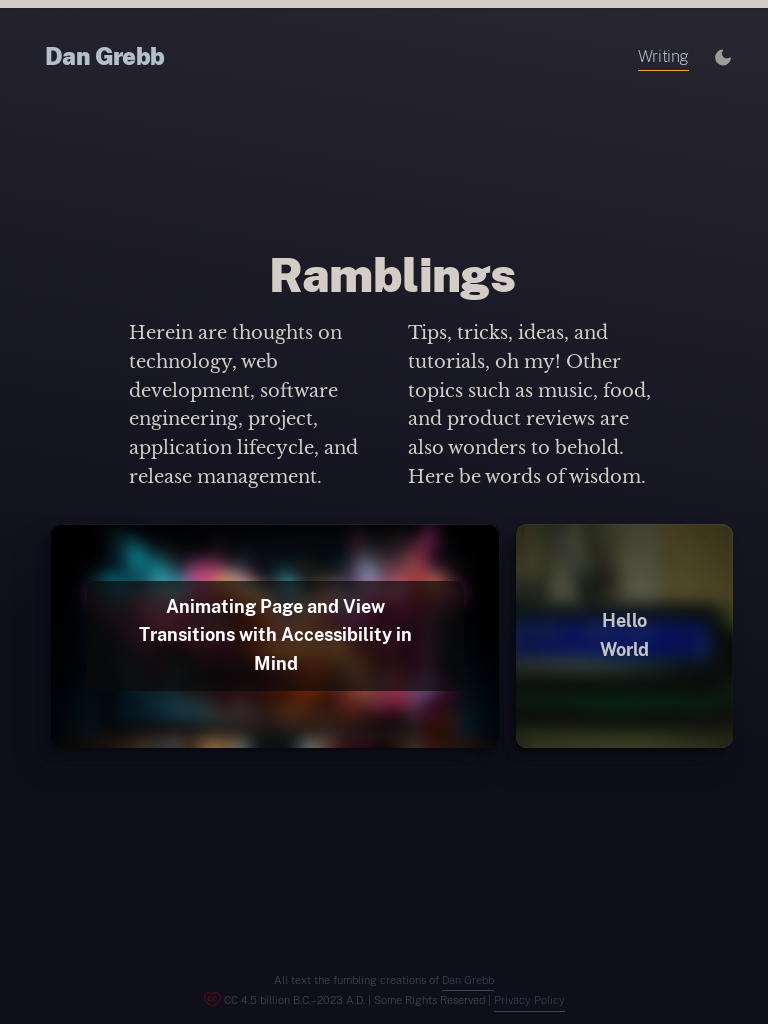 Dan Grebb
Writing
Ramblings
Herein are thoughts on
technology, web
development, software
engineering, project,
application lifecycle, and
release management.
Tips, tricks, ideas, and
tutorials, oh my! Other
topics such as music, food,
and product reviews are
also wonders to behold.
Here be words of wisdom.
Animating Page and View
Transitions with Accessibility in
Mind
Hello
World
All text the fumbling creations of Dan Grebb
CC 4.5 billion B.C.–2023 A.D. | Some Rights Reserved | Privacy Policy